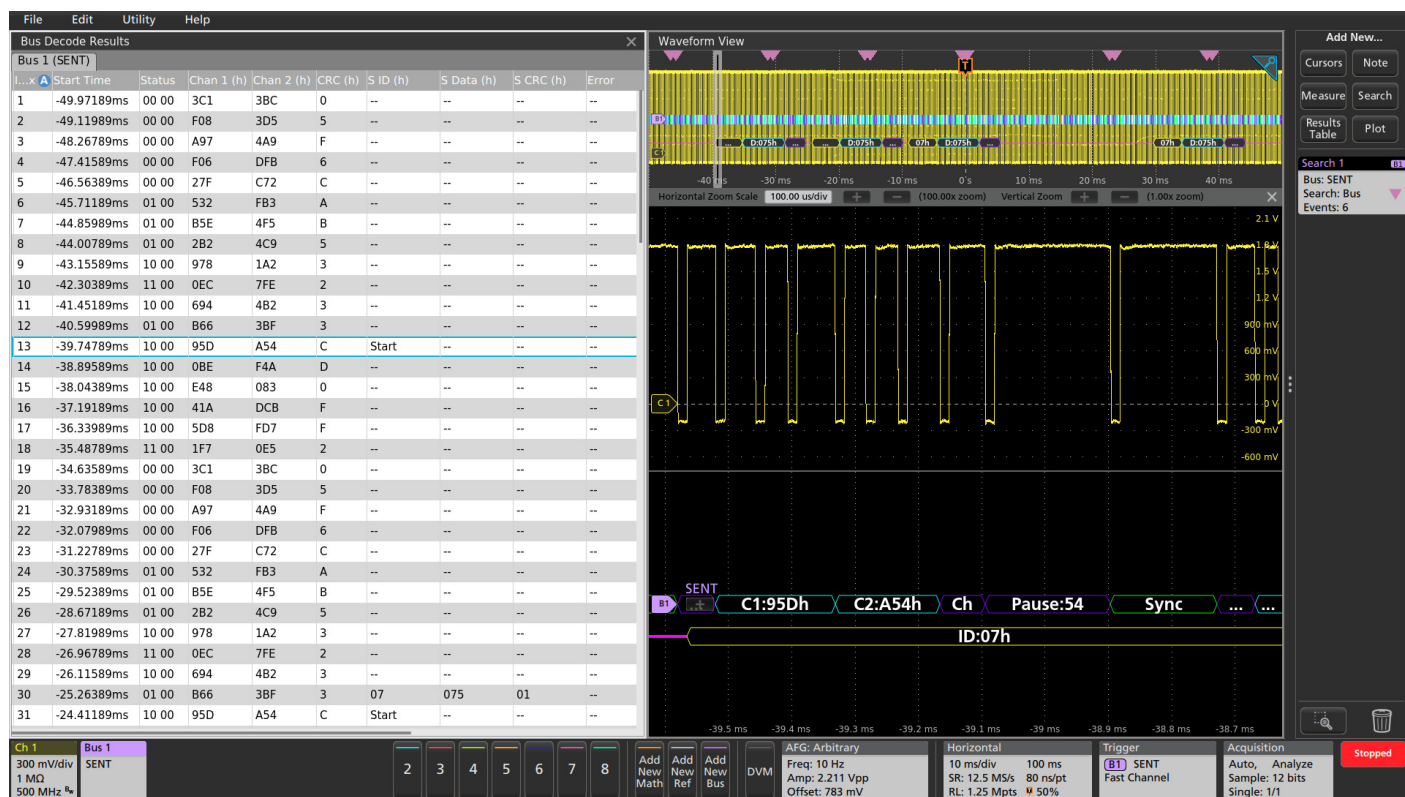 File Edit Utility Help
Bus Decode Results
Bus 1 (SENT)
I...x A Start Time Status Chan 1 (h) Chan 2 (h) CRC (h) S ID (h) S Data (h) S CRC (h) Error
1 -49.97189ms 00 00 3C1 3BC 0 -- -- -- --
2 -49.11989ms 00 00 F08 3D5 5 -- -- -- --
3 -48.26789ms 00 00 A97 4A9 F -- -- -- --
4 -47.41589ms 00 00 F06 DFB 6 -- -- -- --
5 -46.56389ms 00 00 27F C72 C -- -- -- --
6 -45.71189ms 01 00 532 FB3 A -- -- -- --
7 -44.85989ms 01 00 B5E 4F5 B -- -- -- --
8 -44.00789ms 01 00 2B2 4C9 5 -- -- -- --
9 -43.15589ms 10 00 978 1A2 3 -- -- -- --
10 -42.30389ms 11 00 0EC 7FE 2 -- -- -- --
11 -41.45189ms 10 00 694 4B2 3 -- -- -- --
12 -40.59989ms 01 00 B66 3BF 3 -- -- -- --
13 -39.74789ms 10 00 95D A54 C Start -- -- --
14 -38.89589ms 10 00 0BE F4A D -- -- -- --
15 -38.04389ms 10 00 E48 083 0 -- -- -- --
16 -37.19189ms 10 00 41A DCB F -- -- -- --
17 -36.33989ms 10 00 5D8 FD7 F -- -- -- --
18 -35.48789ms 11 00 1F7 0E5 2 -- -- -- --
19 -34.63589ms 00 00 3C1 3BC 0 -- -- -- --
20 -33.78389ms 00 00 F08 3D5 5 -- -- -- --
21 -32.93189ms 00 00 A97 4A9 F -- -- -- --
22 -32.07989ms 00 00 F06 DFB 6 -- -- -- --
23 -31.22789ms 00 00 27F C72 C -- -- -- --
24 -30.37589ms 01 00 532 FB3 A -- -- -- --
25 -29.52389ms 01 00 B5E 4F5 B -- -- -- --
26 -28.67189ms 01 00 2B2 4C9 5 -- -- -- --
27 -27.81989ms 10 00 978 1A2 3 -- -- -- --
28 -26.96789ms 11 00 0EC 7FE 2 -- -- -- --
29 -26.11589ms 10 00 694 4B2 3 -- -- -- --
30 -25.26389ms 01 00 B66 3BF 3 07 075 01 --
31 -24.41189ms 10 00 95D A54 C Start -- -- --
Waveform View
T
B1
... D:075h ... ... D:075h ... 07h D:075h ... 07h D:075h ...
C1
-40 ms -30 ms -20 ms -10 ms 0 s 10 ms 20 ms 30 ms 40 ms
Horizontal Zoom Scale 100.00 us/div + — (100.00x zoom) Vertical Zoom + — (1.00x zoom)
2.1 V
1.8 V
1.5 V
1.2 V
900 mV
600 mV
300 mV
C 1
0 V
-300 mV
-600 mV
SENT
B1 ..+ C1:95Dh C2:A54h Ch Pause:54 Sync ... ...
ID:07h
-39.5 ms -39.4 ms -39.3 ms -39.2 ms -39.1 ms -39 ms -38.9 ms -38.8 ms -38.7 ms
Add New...
Cursors Note
Measure Search
Results Table Plot
Search 1 B1
Bus: SENT
Search: Bus
Events: 6
Ch 1
300 mV/div
1 MΩ
500 MHz Bw
Bus 1
SENT
2 3 4 5 6 7 8
Add New Math
Add New Ref
Add New Bus
DVM
AFG: Arbitrary
Freq: 10 Hz
Amp: 2.211 Vpp
Offset: 783 mV
Horizontal
10 ms/div 100 ms
SR: 12.5 MS/s 80 ns/pt
RL: 1.25 Mpts 50%
Trigger
B1 SENT
Fast Channel
Acquisition
Auto, Analyze
Sample: 12 bits
Single: 1/1
Stopped